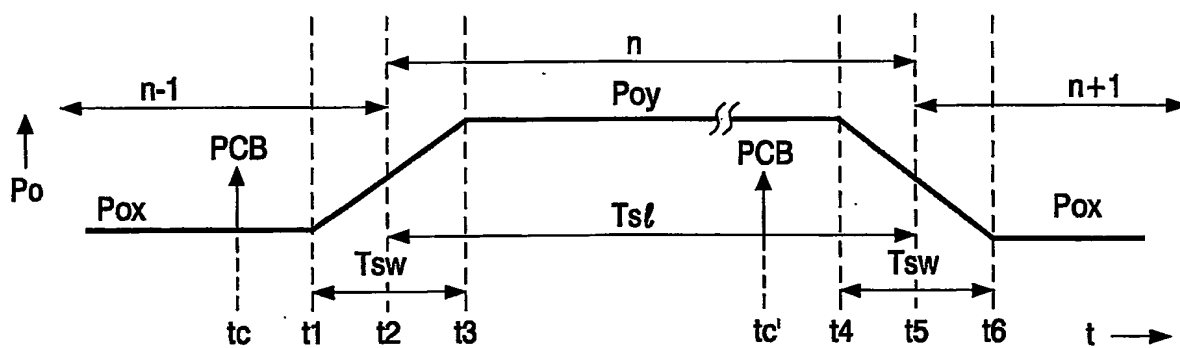 n
n-1
n+1
Poy
PCB
PCB
Po
Pox
Tsℓ
Pox
Tsw
Tsw
tc t1 t2 t3 tc' t4 t5 t6 t